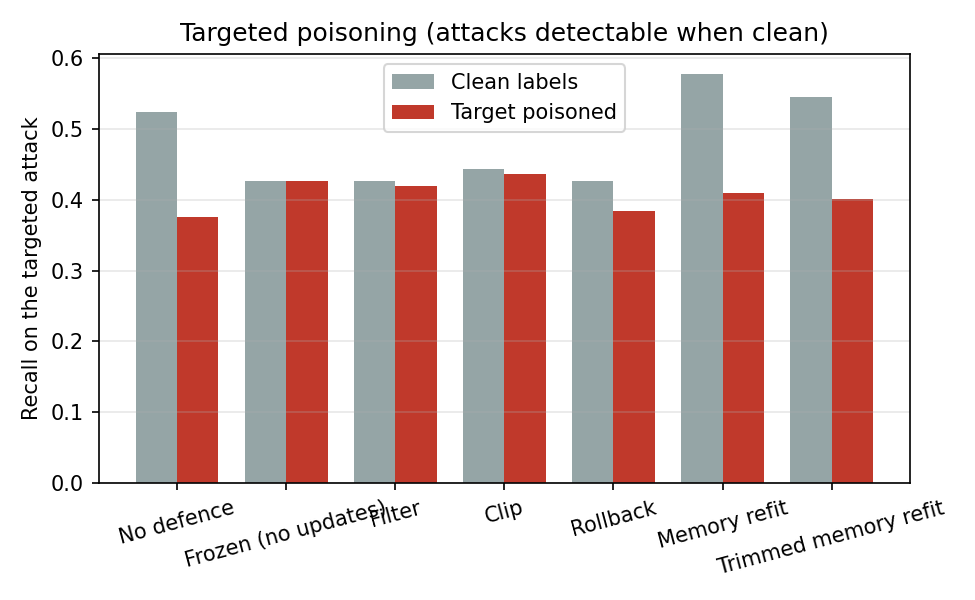 Targeted poisoning (attacks detectable when clean)
Clean labels
Target poisoned
Recall on the targeted attack
0.6
0.5
0.4
0.3
0.2
0.1
0.0
No defence
Frozen (no updates)
Filter
Clip
Rollback
Memory refit
Trimmed memory refit